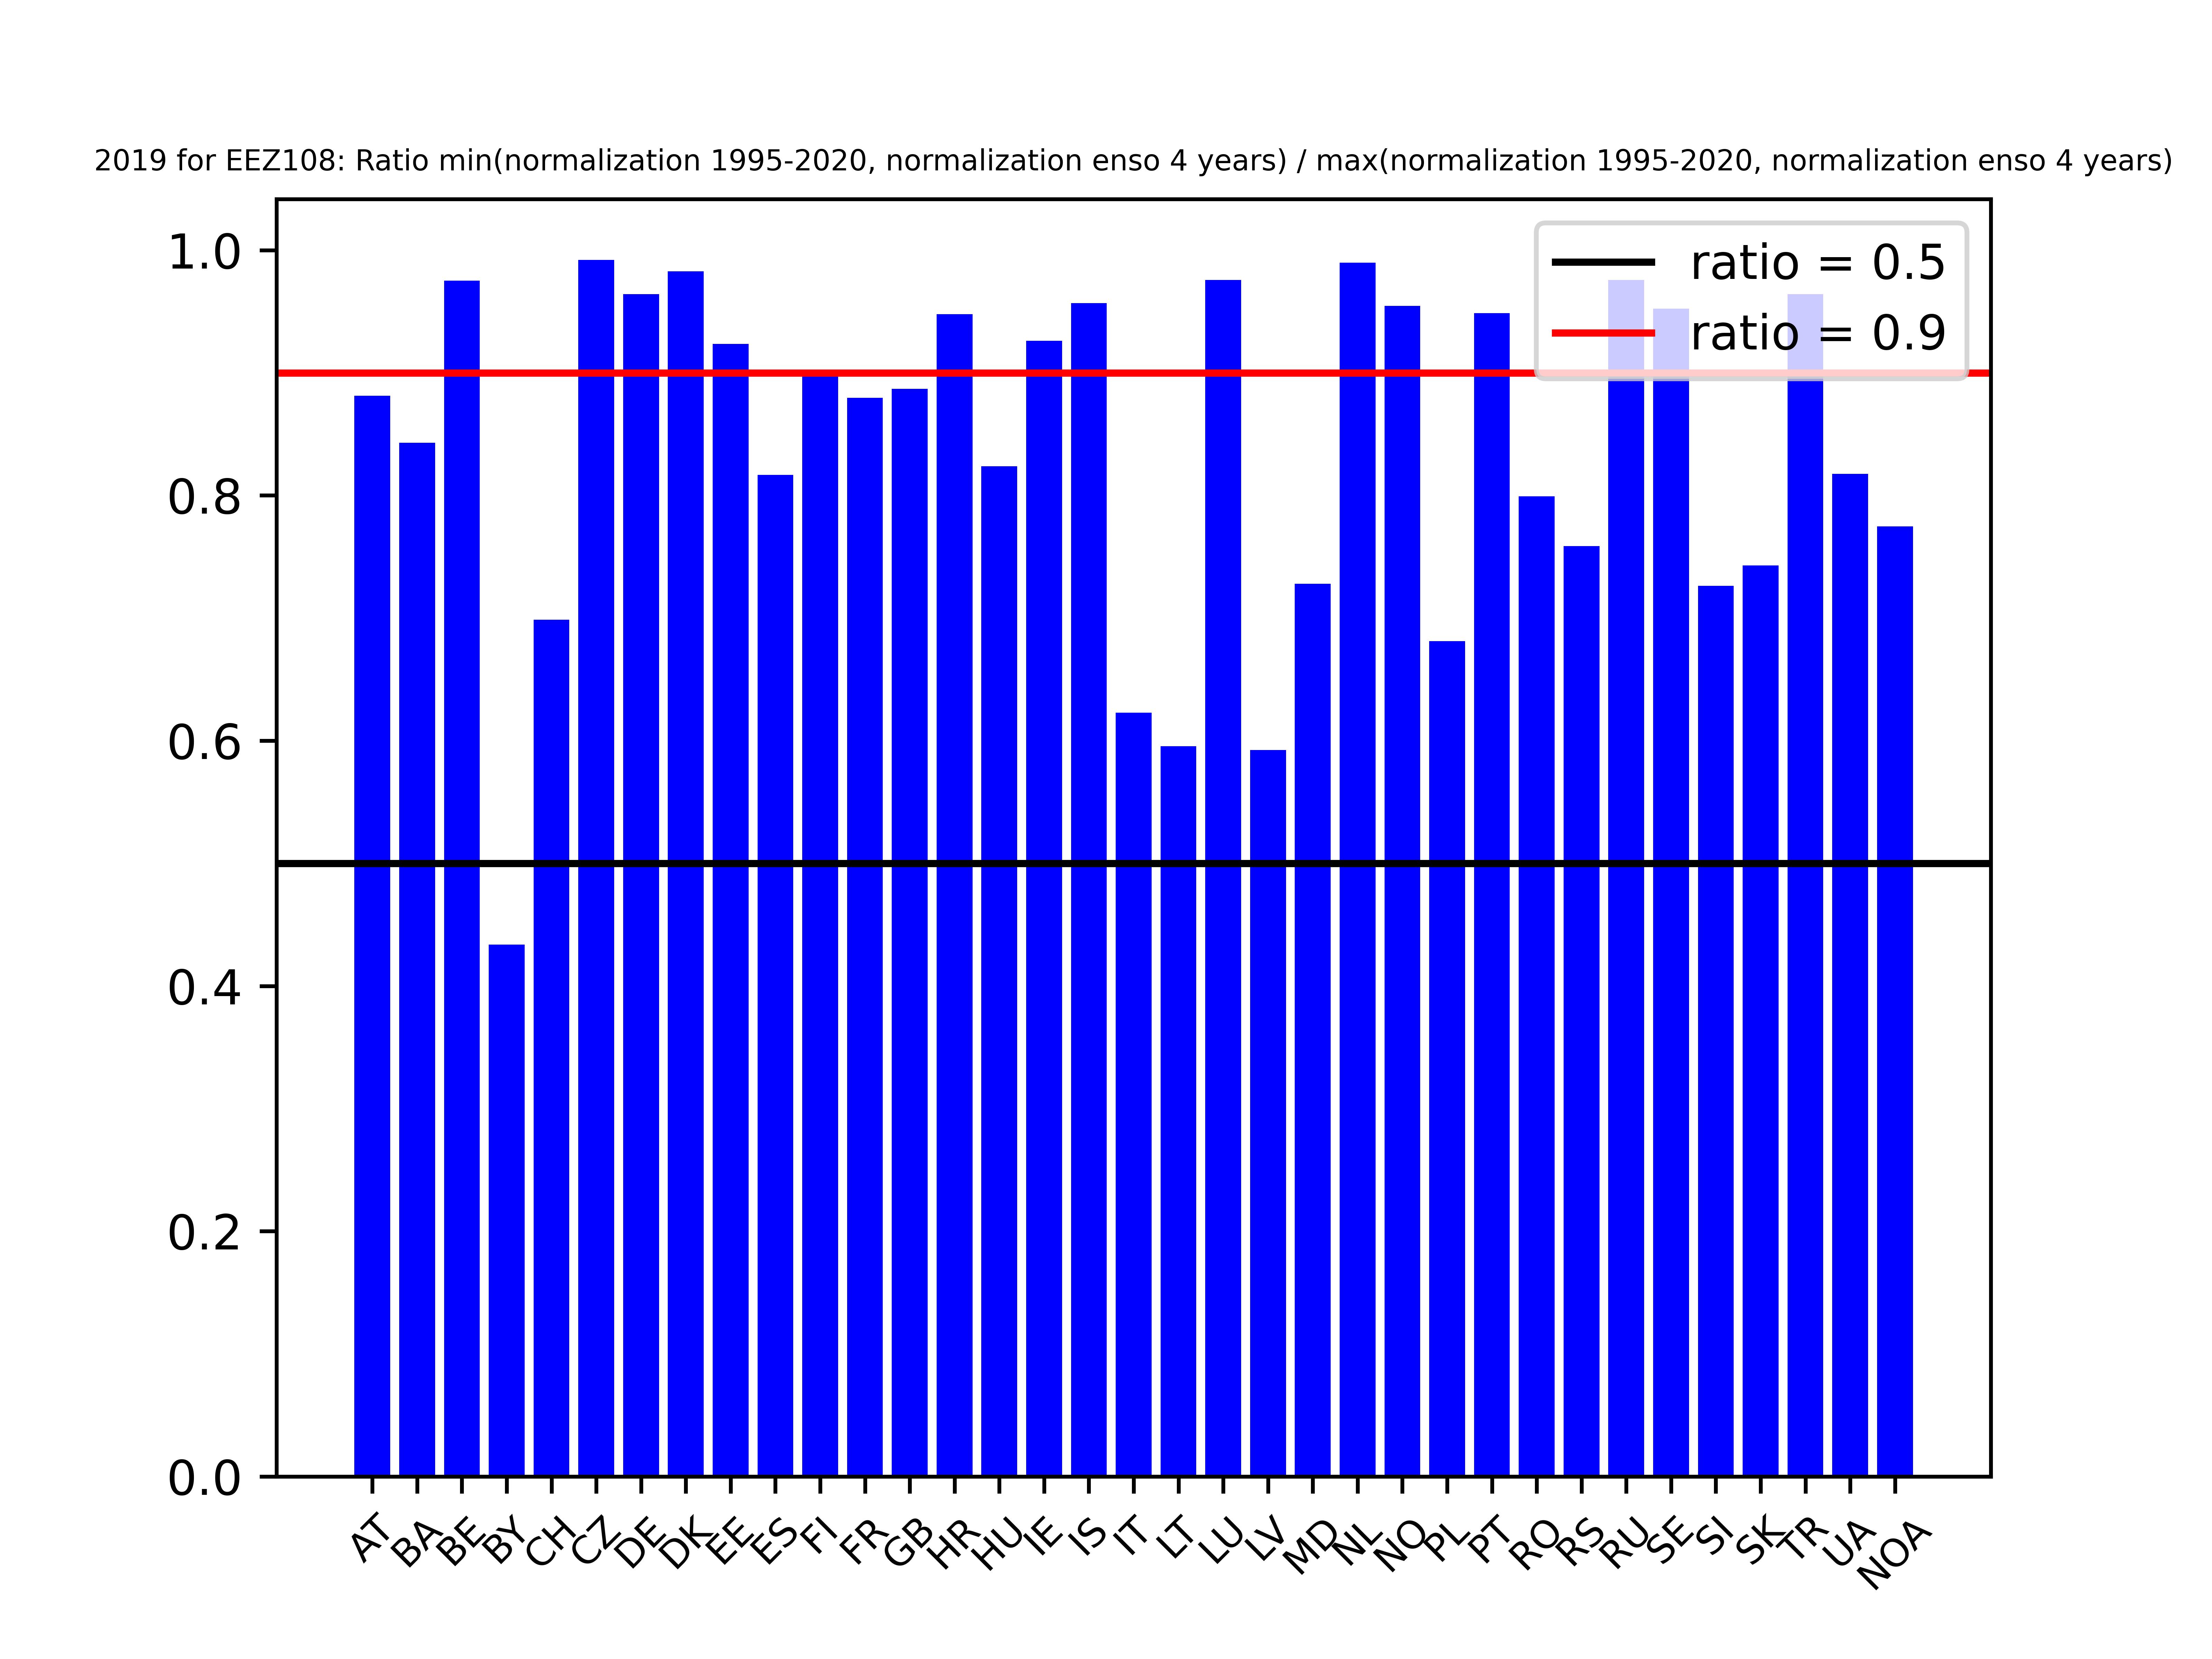 2019 for EEZ108: Ratio min(normalization 1995-2020, normalization enso 4 years) / max(normalization 1995-2020, normalization enso 4 years)
ratio = 0.5
ratio = 0.9
1.0
0.8
0.6
0.4
0.2
0.0
AT BA BE BY CH CZ DE DK EE ES FI FR GB HR HU IE IS IT LT LU LV MD NL NO PL PT RO RS RU SE SI SK TR UA NOA